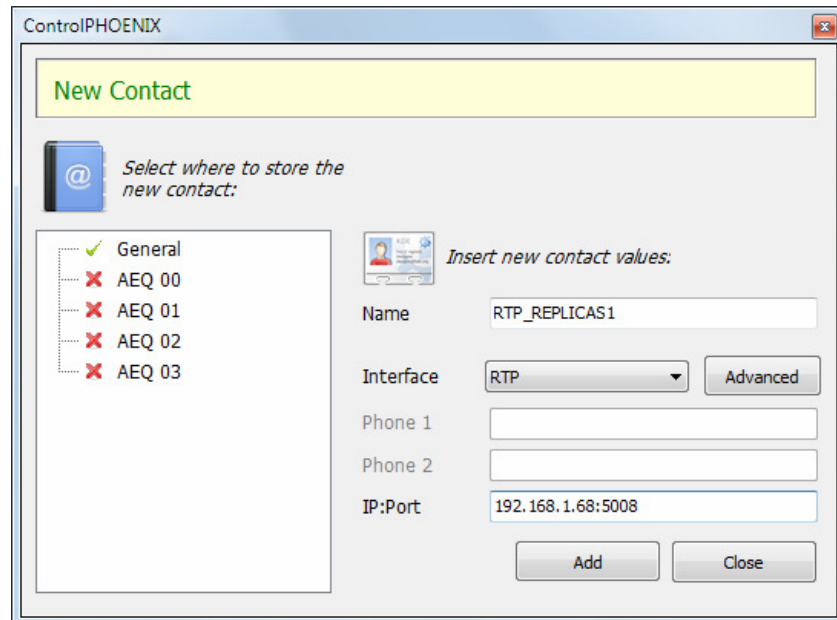 ControlPHOENIX
New Contact
Select where to store the
new contact:
General
AEQ 00
AEQ 01
AEQ 02
AEQ 03
Insert new contact values:
Name RTP_REPLICAS1
Interface RTP Advanced
Phone 1
Phone 2
IP:Port 192.168.1.68:5008
Add Close